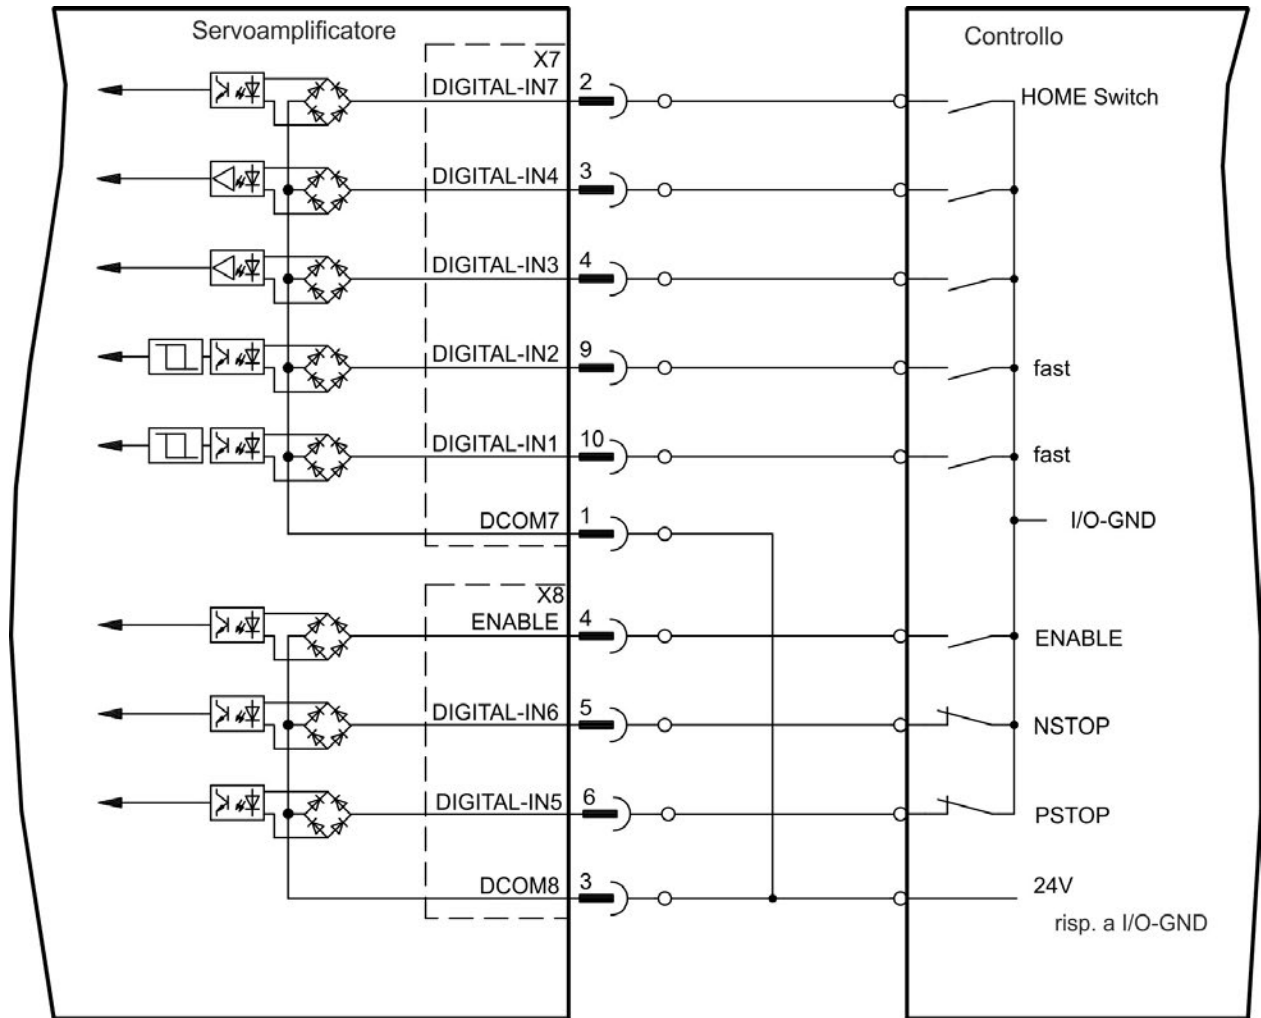 Servoamplificatore
Controllo
X7
DIGITAL-IN7 2 HOME Switch
DIGITAL-IN4 3
DIGITAL-IN3 4
DIGITAL-IN2 9 fast
DIGITAL-IN1 10 fast
DCOM7 1 I/O-GND
X8
ENABLE 4 ENABLE
DIGITAL-IN6 5 NSTOP
DIGITAL-IN5 6 PSTOP
DCOM8 3 24V
risp. a I/O-GND